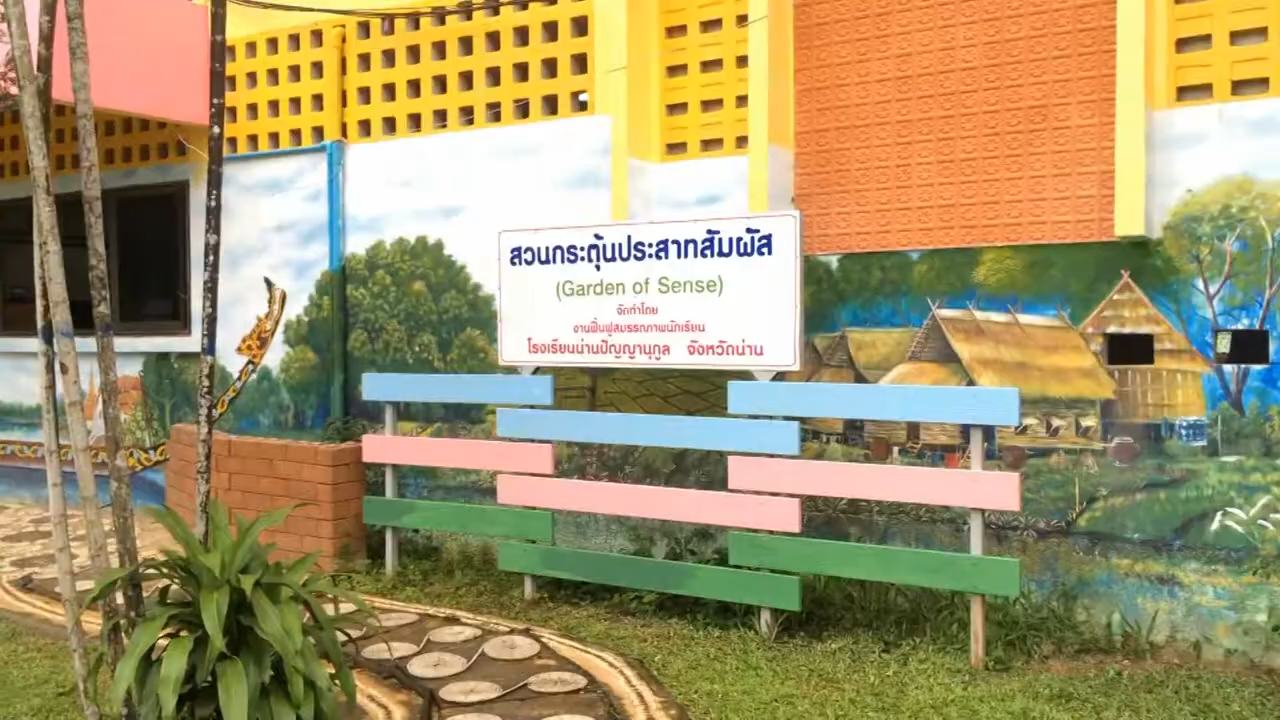 สวนกระตุ้นประสาทสัมผัส
(Garden of Sense)
จัดทำโดย
งานฟื้นฟูสมรรถภาพนักเรียน
โรงเรียนน่านปัญญานุกูล จังหวัดน่าน